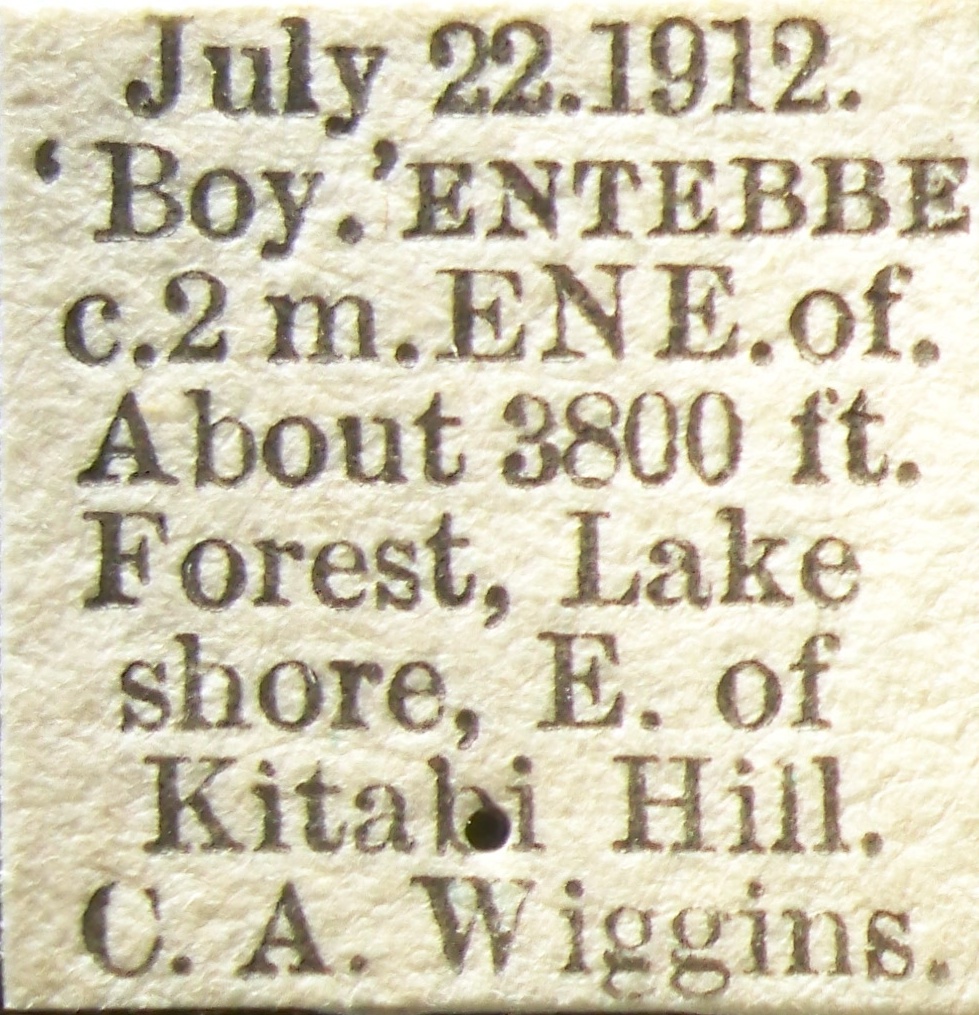 July 22.1912.
‘Boy.’ ENTEBBE
c.2 m. ENE. of.
About 3800 ft.
Forest, Lake
shore, E. of
Kitabi Hill.
C. A. Wiggins.